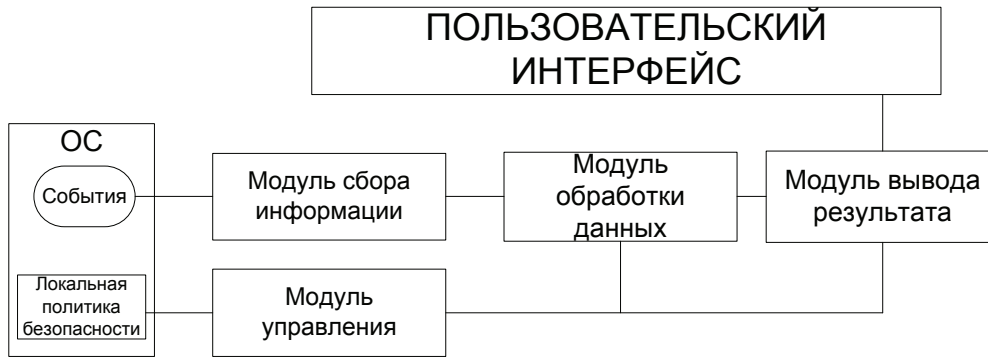 ПОЛЬЗОВАТЕЛЬСКИЙ
ИНТЕРФЕЙС
ОС
События
Модуль сбора
информации
Модуль
обработки
данных
Модуль вывода
результата
Локальная
политика
безопасности
Модуль
управления